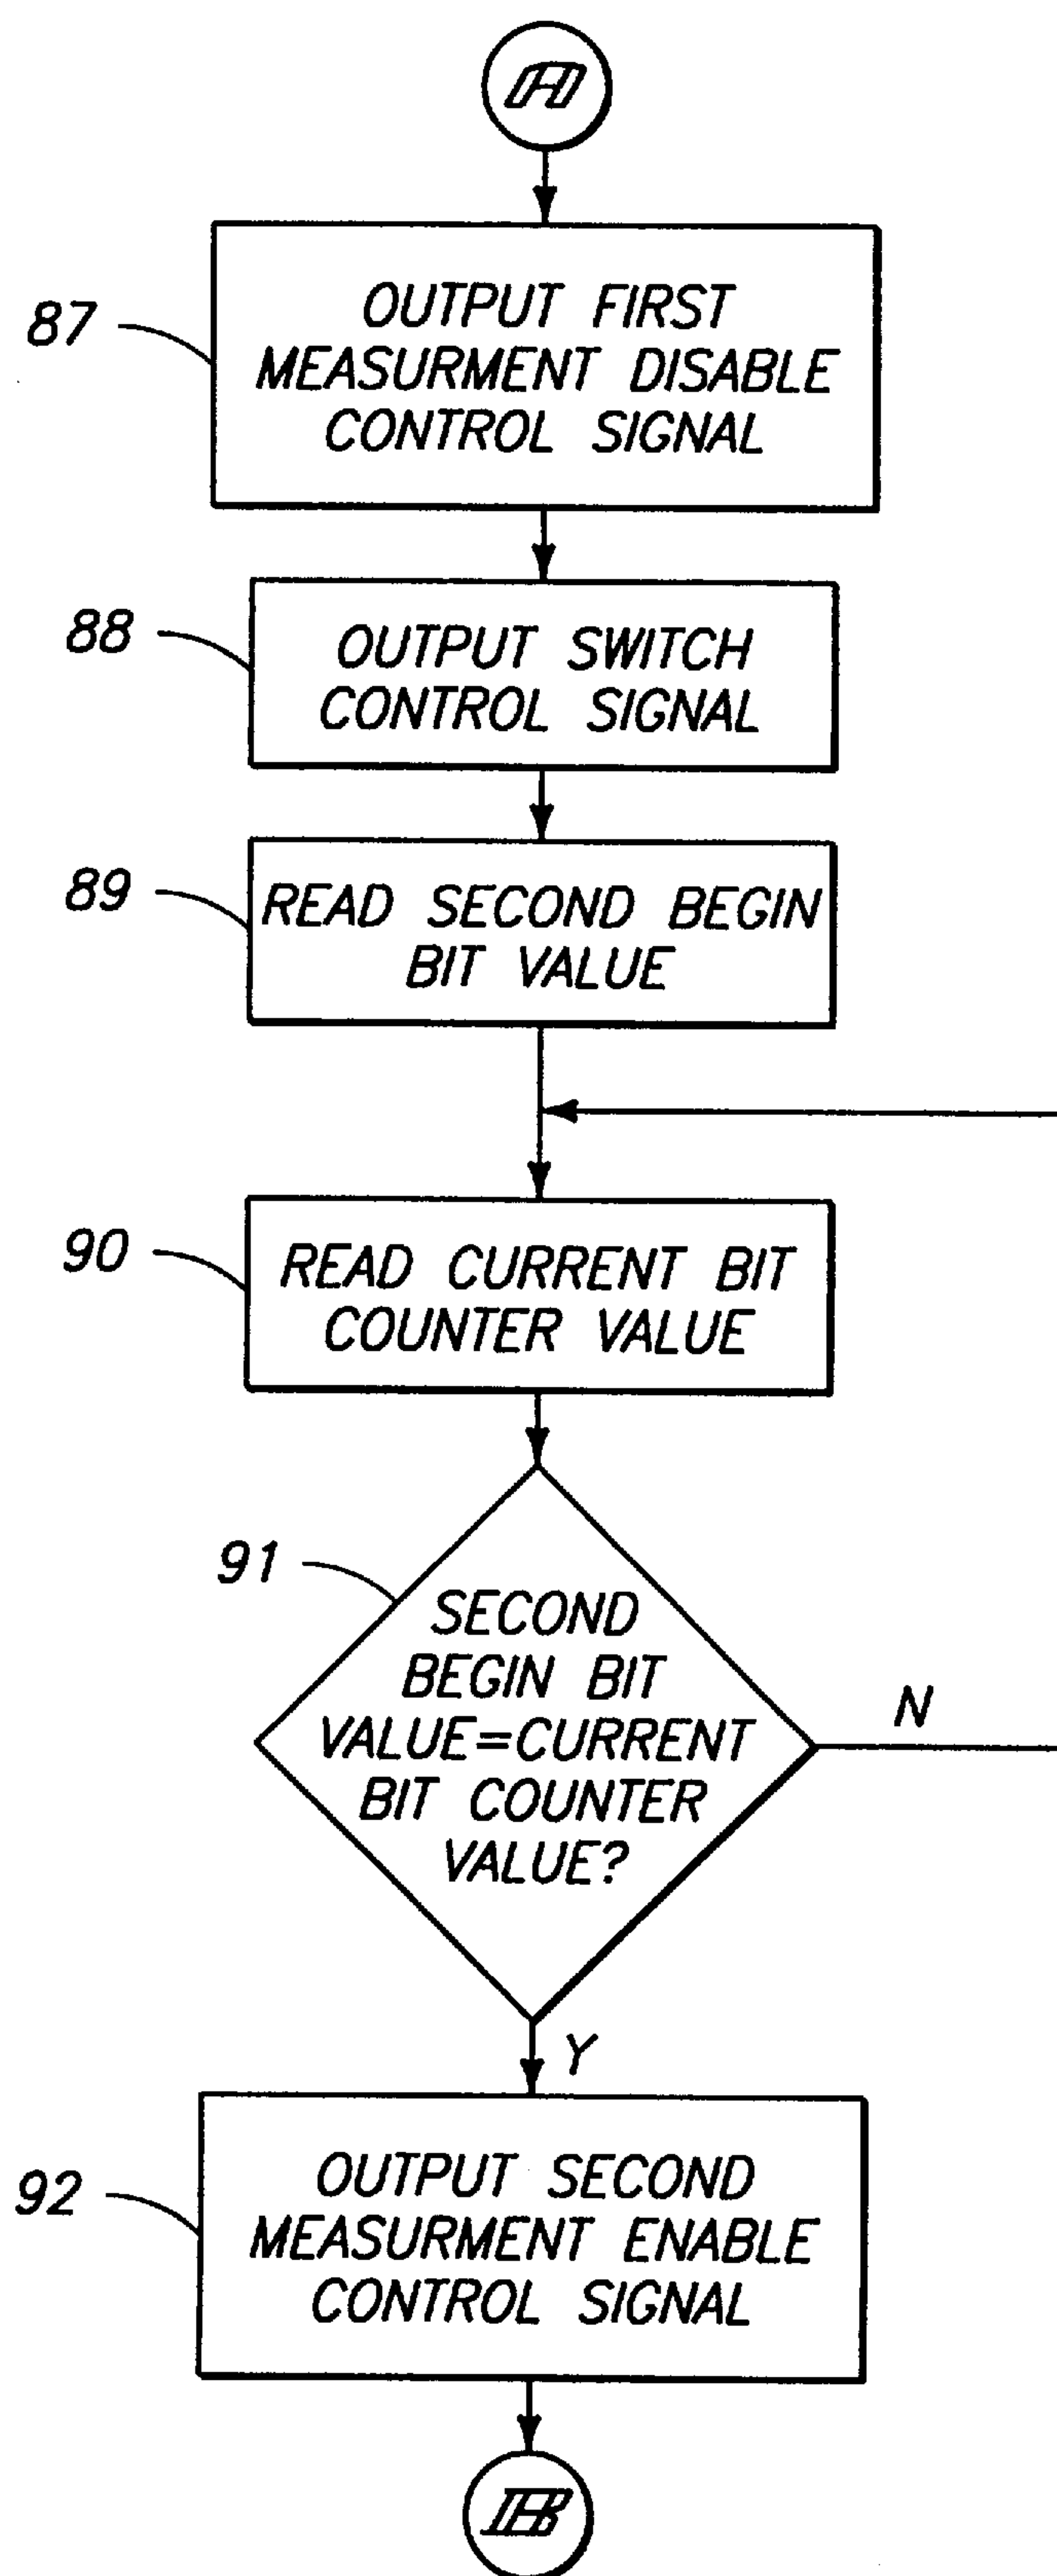 A
87
OUTPUT FIRST
MEASURMENT DISABLE
CONTROL SIGNAL
88
OUTPUT SWITCH
CONTROL SIGNAL
89
READ SECOND BEGIN
BIT VALUE
90
READ CURRENT BIT
COUNTER VALUE
91
SECOND
BEGIN BIT
VALUE=CURRENT
BIT COUNTER
VALUE?
N
Y
92
OUTPUT SECOND
MEASURMENT ENABLE
CONTROL SIGNAL
B